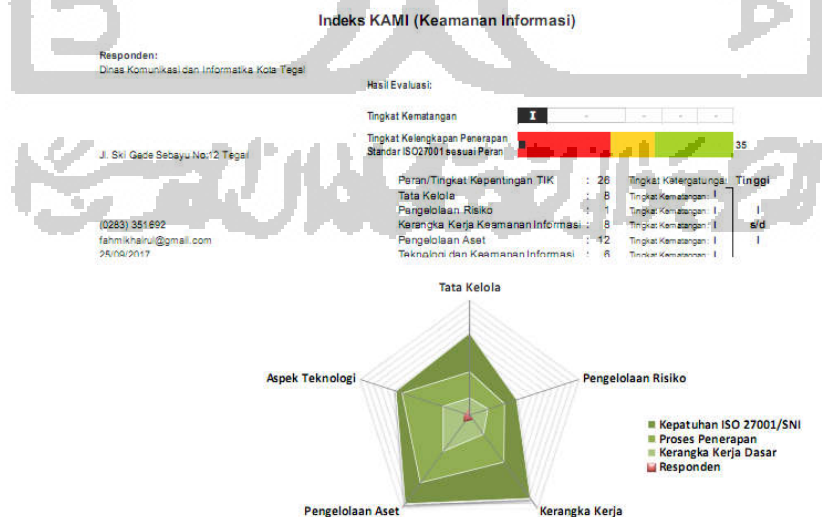 Indeks KAMI (Keamanan Informasi)
Responden:
Dinas Komunikasi dan Informatika Kota Tegal
Hasil Evaluasi:
Tingkat Kematangan I - - - -
Tingkat Kelengkapan Penerapan
Standar ISO27001 sesuai Peran 35
Jl. Ski Gede Sebayu No.12 Tegal
Peran/Tingkat Kepentingan TIK : 26 Tingkat Ketergantungan Tinggi
Tata Kelola : 8 Tingkat Kematangan: I
Pengelolaan Risiko : 1 Tingkat Kematangan: I I
(0283) 351692 Kerangka Kerja Keamanan Informasi : 8 Tingkat Kematangan: I s/d
fahmikhairul@gmail.com Pengelolaan Aset : 12 Tingkat Kematangan: I I
25/09/2017 Teknologi dan Keamanan Informasi : 6 Tingkat Kematangan: I
Tata Kelola
Aspek Teknologi
Pengelolaan Risiko
Kepatuhan ISO 27001/SNI
Proses Penerapan
Kerangka Kerja Dasar
Responden
Pengelolaan Aset
Kerangka Kerja